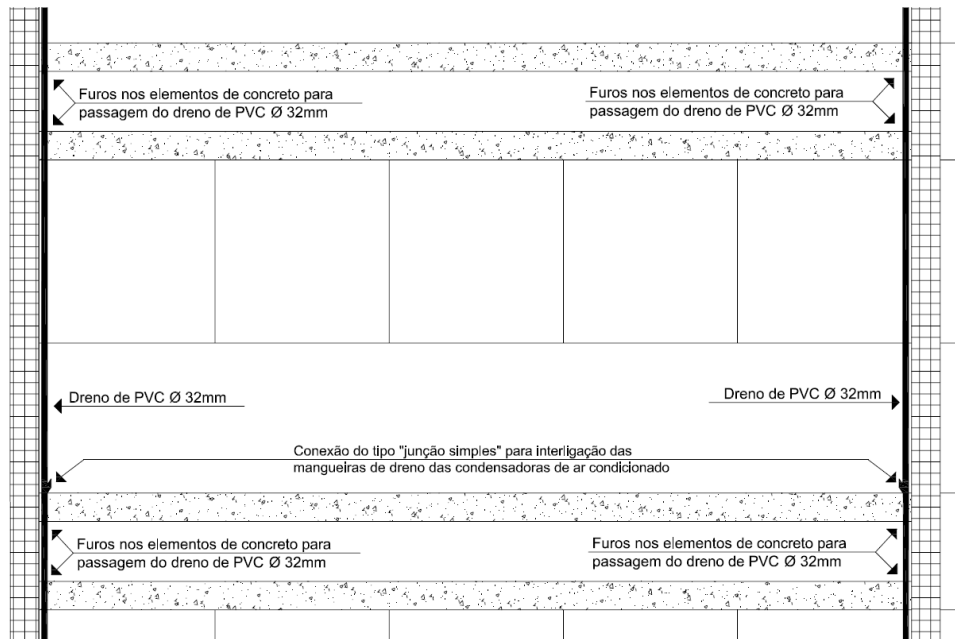 Furos nos elementos de concreto para
passagem do dreno de PVC Ø 32mm
Furos nos elementos de concreto para
passagem do dreno de PVC Ø 32mm
Dreno de PVC Ø 32mm
Dreno de PVC Ø 32mm
Conexão do tipo "junção simples" para interligação das
mangueiras de dreno das condensadoras de ar condicionado
Furos nos elementos de concreto para
passagem do dreno de PVC Ø 32mm
Furos nos elementos de concreto para
passagem do dreno de PVC Ø 32mm